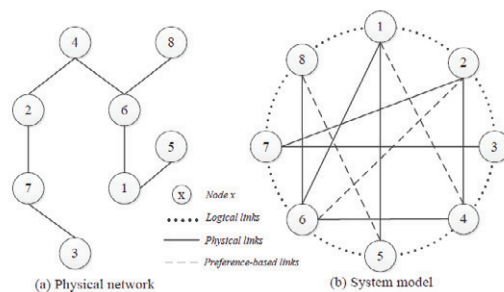 4
8
2
6
5
7
1
3
(a) Physical network
x Node x
Logical links
Physical links
Preference-based links
1
8
2
7
3
6
4
5
(b) System model